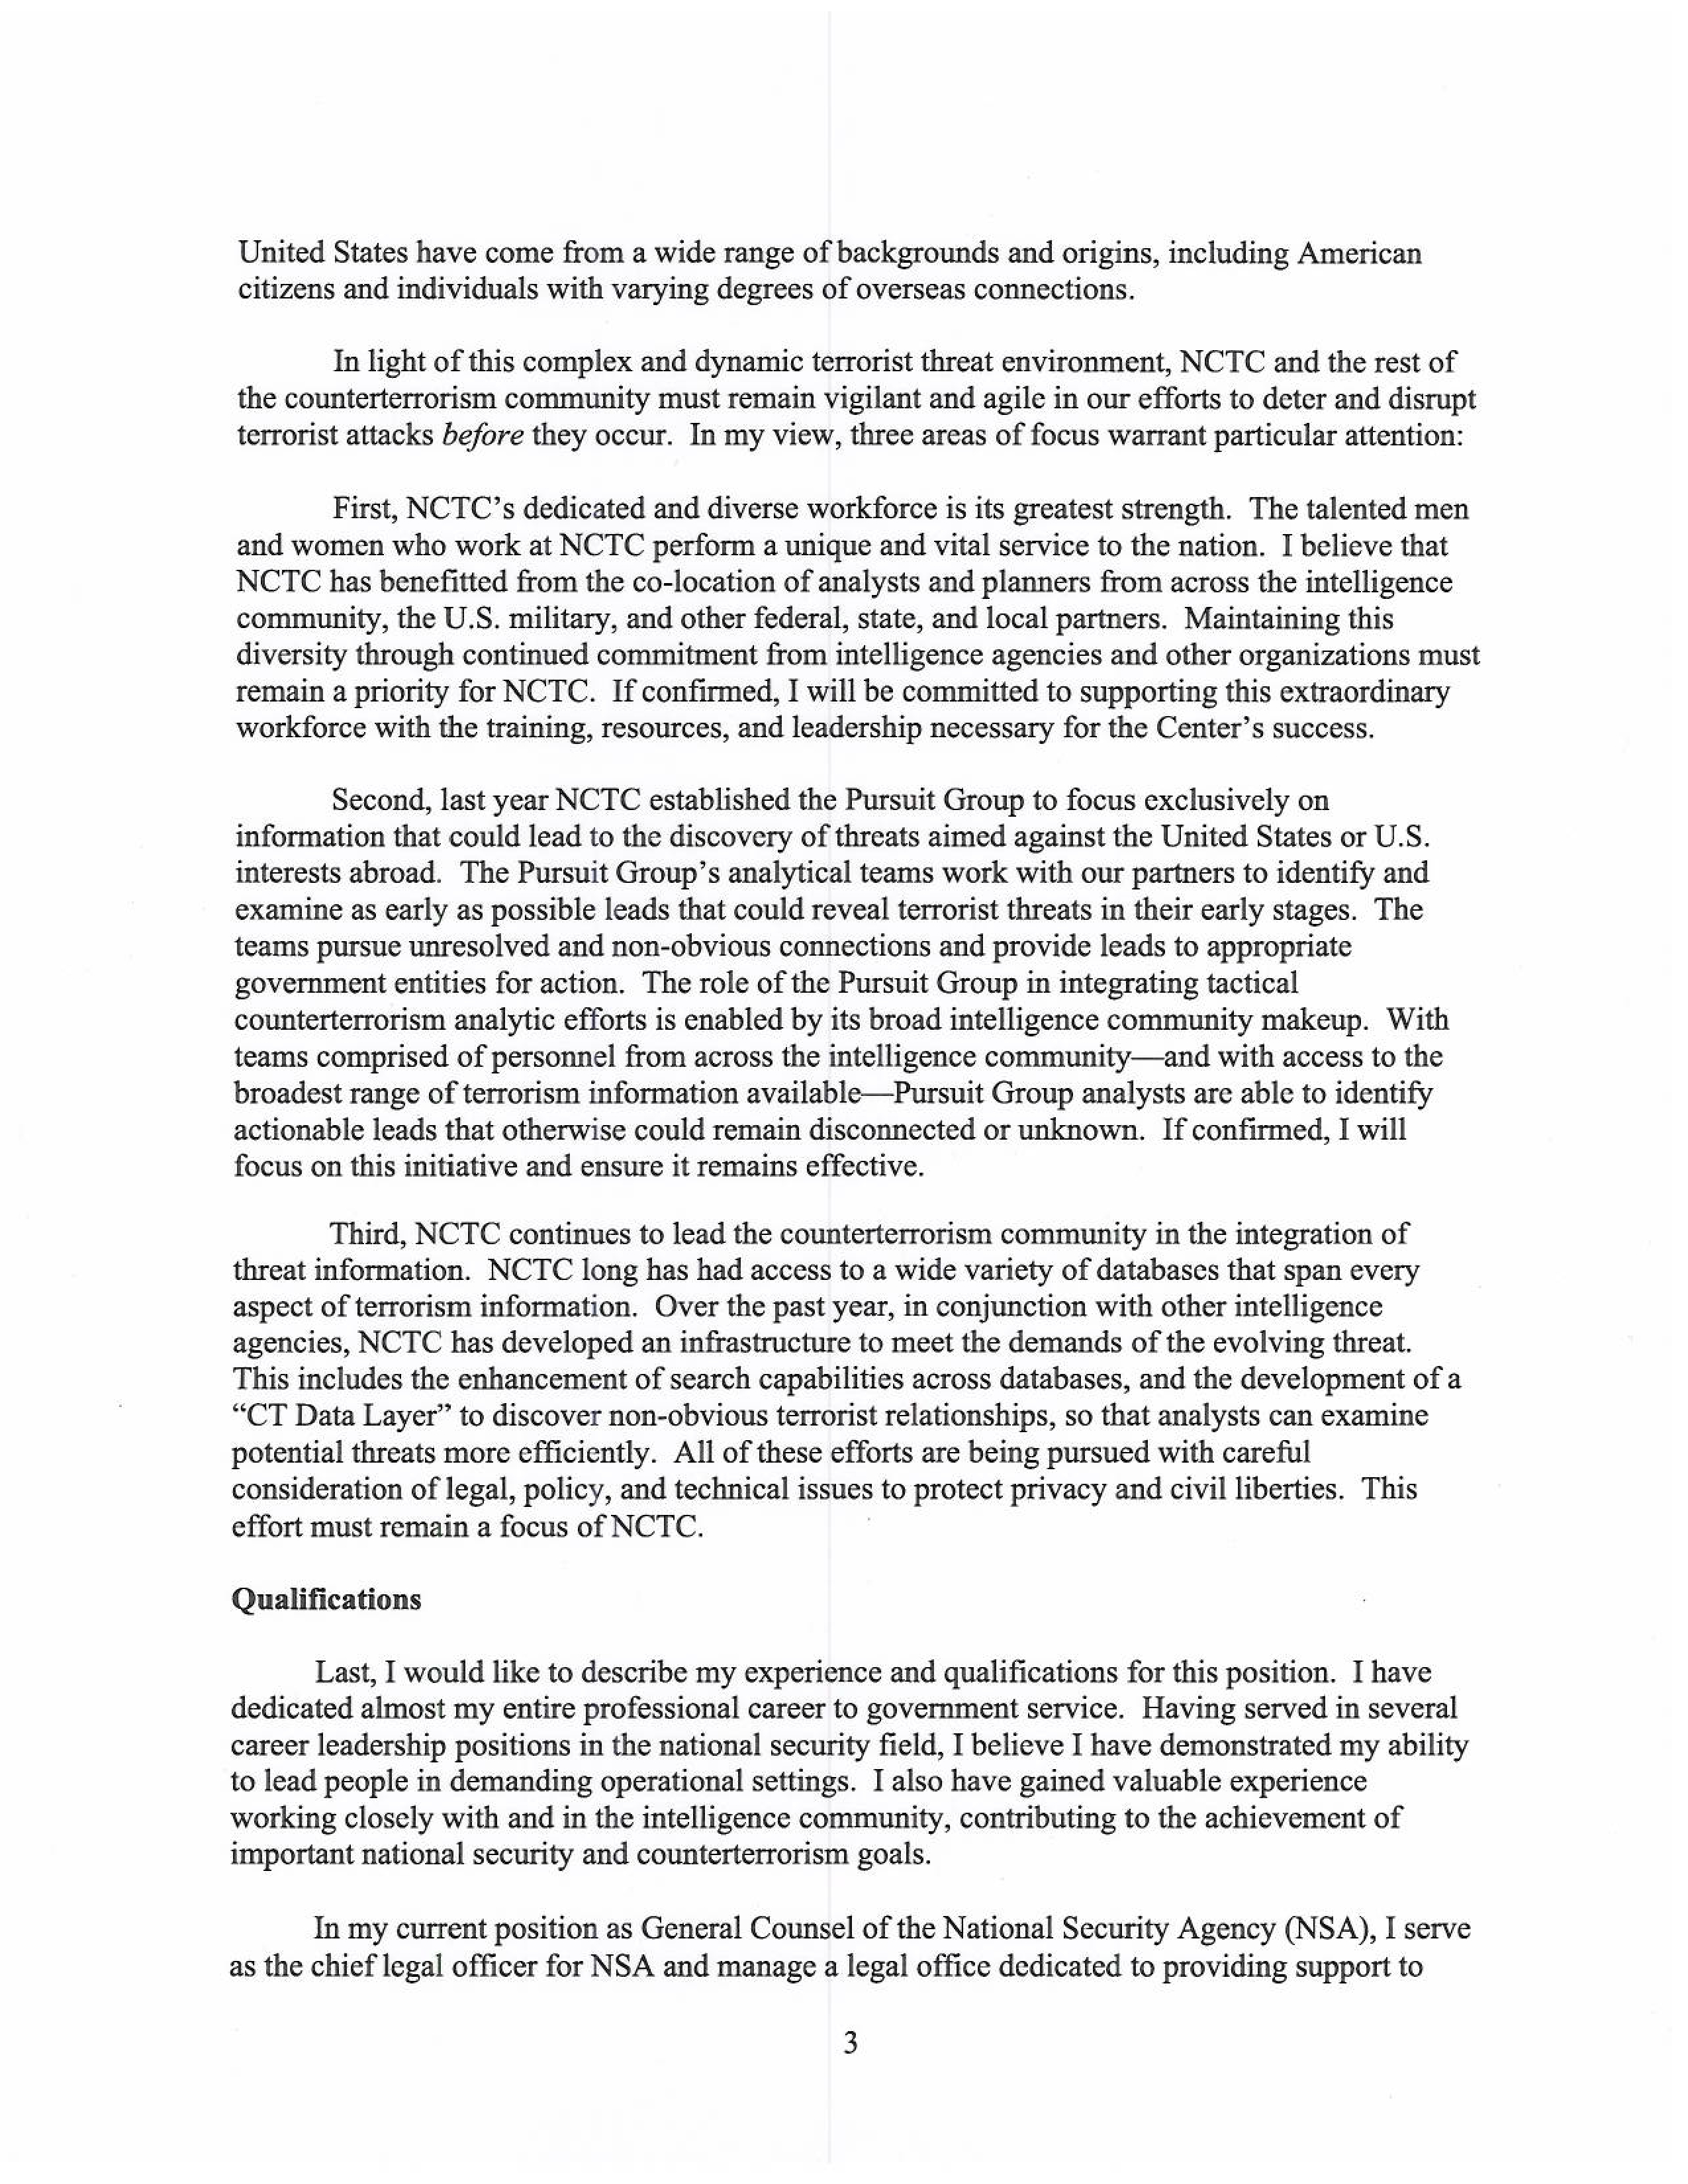 United States have come from a wide range of backgrounds and origins, including American
citizens and individuals with varying degrees of overseas connections.
In light of this complex and dynamic terrorist threat environment, NCTC and the rest of
the counterterrorism community must remain vigilant and agile in our efforts to deter and disrupt
terrorist attacks before they occur. In my view, three areas of focus warrant particular attention:
First, NCTC's dedicated and diverse workforce is its greatest strength. The talented men
and women who work at NCTC perform a unique and vital service to the nation. I believe that
NCTC has benefitted from the co-location of analysts and planners from across the intelligence
community, the U.S. military, and other federal, state, and local partners. Maintaining this
diversity through continued commitment from intelligence agencies and other organizations must
remain a priority for NCTC. If confirmed, I will be committed to supporting this extraordinary
workforce with the training, resources, and leadership necessary for the Center's success.
Second, last year NCTC established the Pursuit Group to focus exclusively on
information that could lead to the discovery of threats aimed against the United States or U.S.
interests abroad. The Pursuit Group's analytical teams work with our partners to identify and
examine as early as possible leads that could reveal terrorist threats in their early stages. The
teams pursue unresolved and non-obvious connections and provide leads to appropriate
government entities for action. The role of the Pursuit Group in integrating tactical
counterterrorism analytic efforts is enabled by its broad intelligence community makeup. With
teams comprised of personnel from across the intelligence community—and with access to the
broadest range of terrorism information available—Pursuit Group analysts are able to identify
actionable leads that otherwise could remain disconnected or unknown. If confirmed, I will
focus on this initiative and ensure it remains effective.
Third, NCTC continues to lead the counterterrorism community in the integration of
threat information. NCTC long has had access to a wide variety of databases that span every
aspect of terrorism information. Over the past year, in conjunction with other intelligence
agencies, NCTC has developed an infrastructure to meet the demands of the evolving threat.
This includes the enhancement of search capabilities across databases, and the development of a
“CT Data Layer” to discover non-obvious terrorist relationships, so that analysts can examine
potential threats more efficiently. All of these efforts are being pursued with careful
consideration of legal, policy, and technical issues to protect privacy and civil liberties. This
effort must remain a focus of NCTC.
Qualifications
Last, I would like to describe my experience and qualifications for this position. I have
dedicated almost my entire professional career to government service. Having served in several
career leadership positions in the national security field, I believe I have demonstrated my ability
to lead people in demanding operational settings. I also have gained valuable experience
working closely with and in the intelligence community, contributing to the achievement of
important national security and counterterrorism goals.
In my current position as General Counsel of the National Security Agency (NSA), I serve
as the chief legal officer for NSA and manage a legal office dedicated to providing support to
3